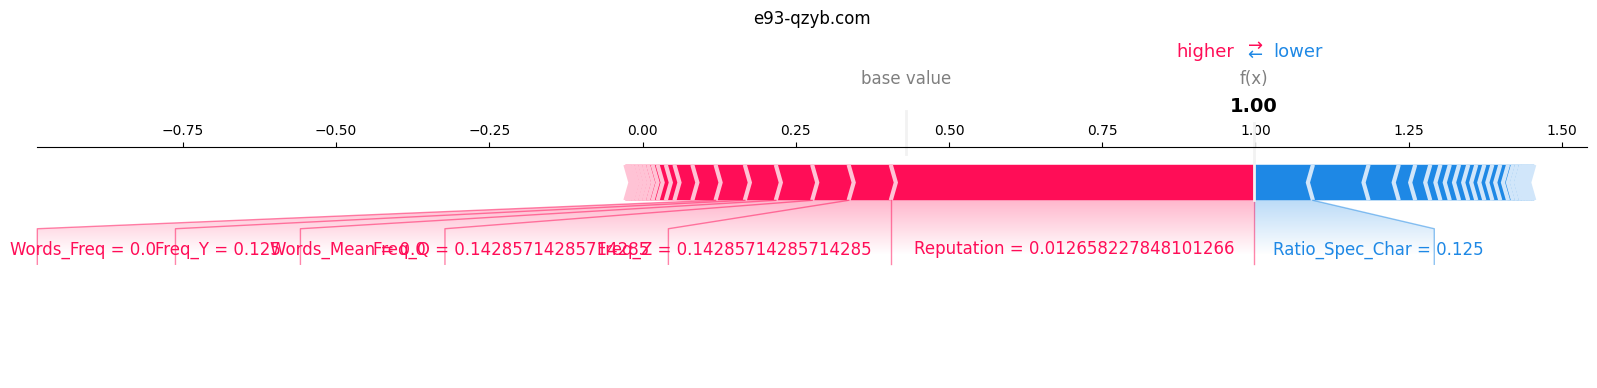 e93-qzyb.com
higher ⇄ lower
base value f(x)
1.00
−0.75 −0.50 −0.25 0.00 0.25 0.50 0.75 1.00 1.25 1.50
Words_Freq = 0.0 Freq_Y = 0.125 Words_Mean = 0.0 Freq_Q = 0.14285714285714285 Freq_Z = 0.14285714285714285 Reputation = 0.012658227848101266 Ratio_Spec_Char = 0.125